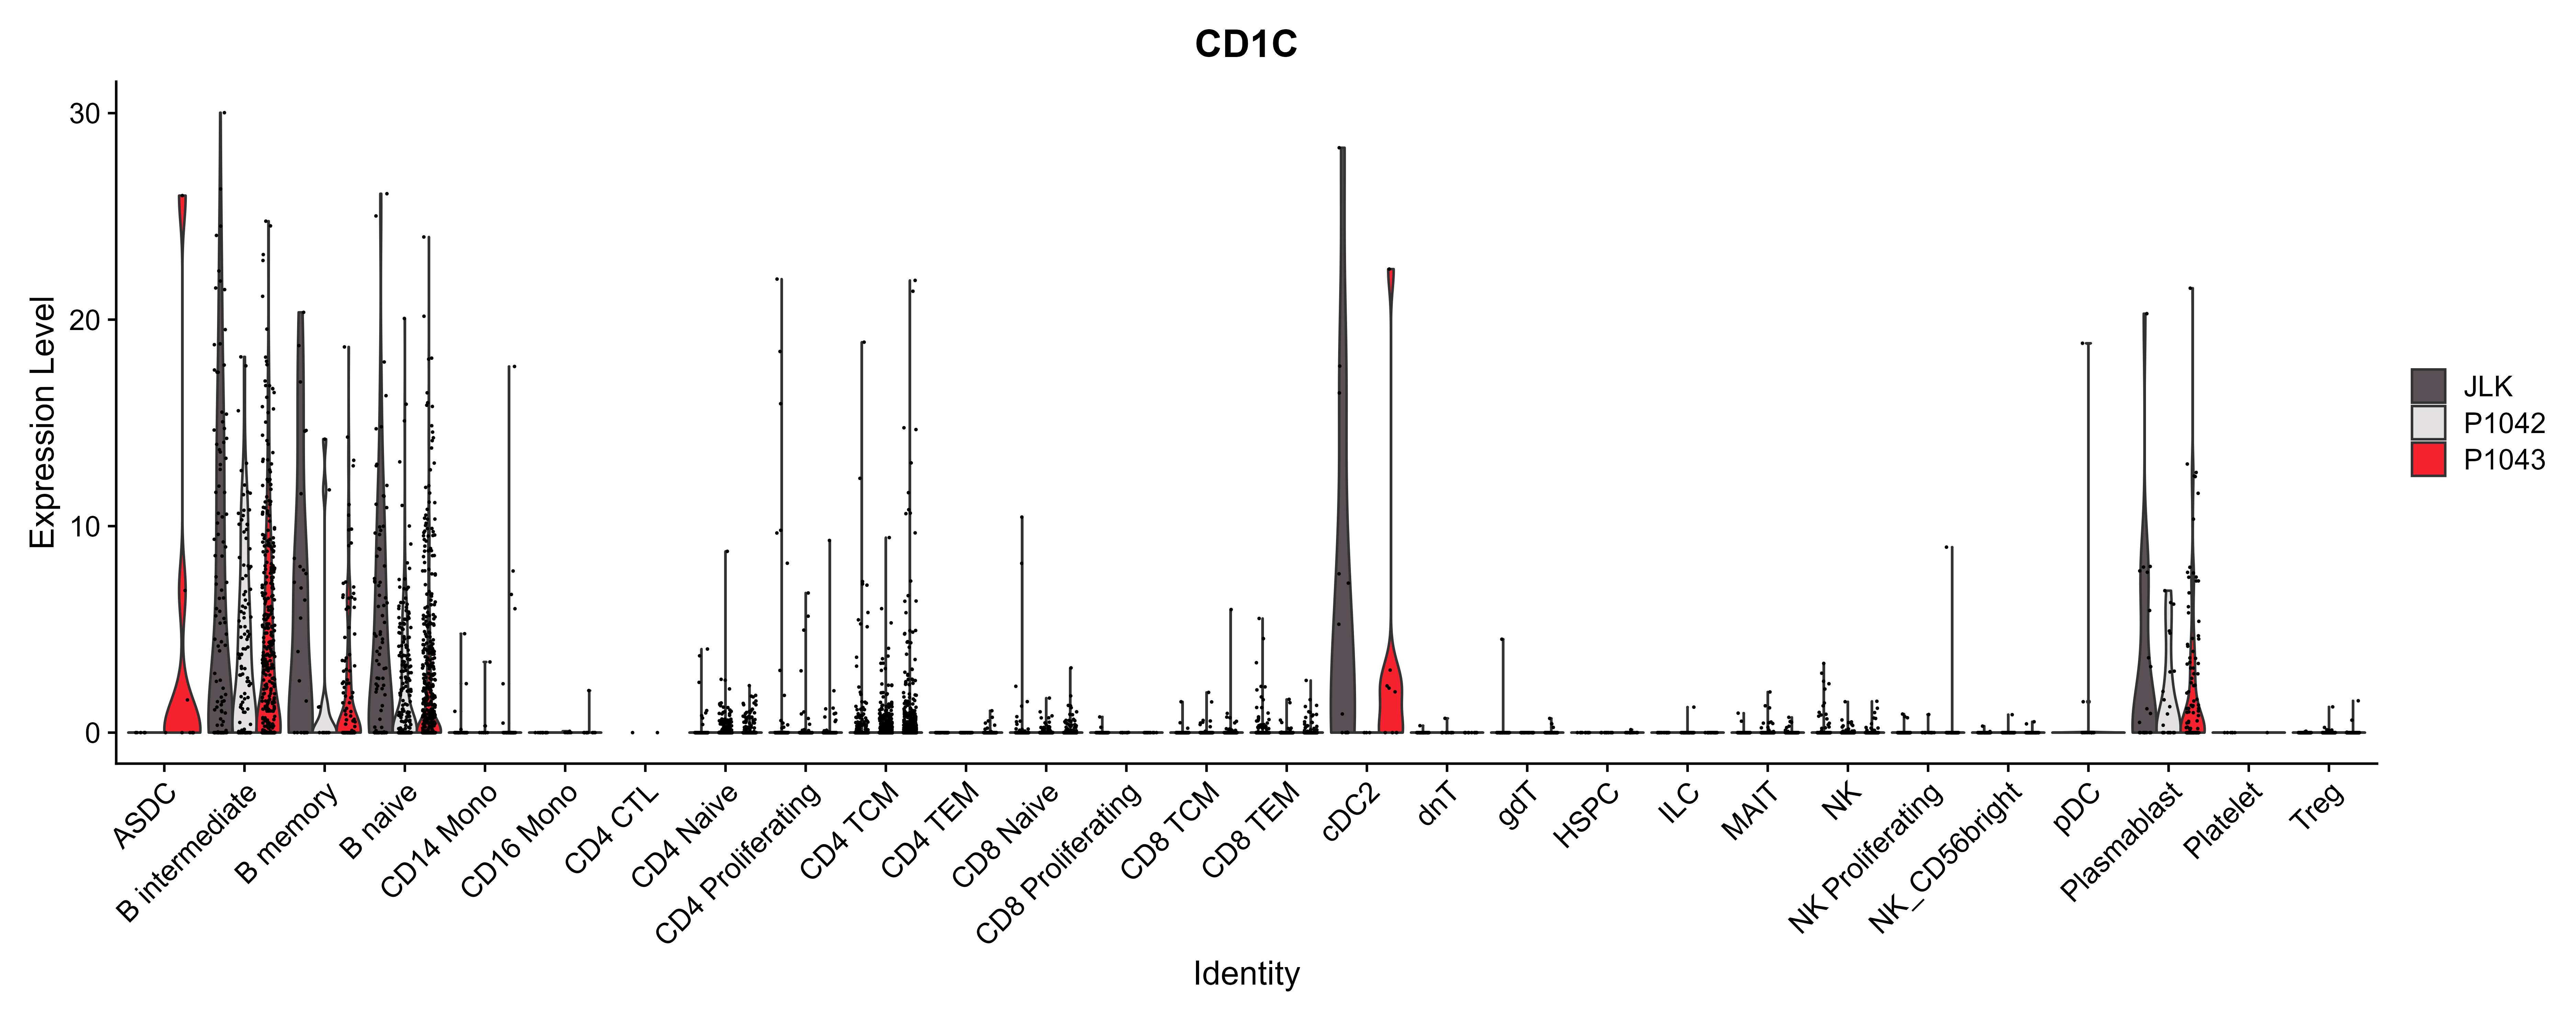 CD1C
Expression Level
30
20
10
0
ASDC
B intermediate
B memory
B naive
CD14 Mono
CD16 Mono
CD4 CTL
CD4 Naive
CD4 Proliferating
CD4 TCM
CD4 TEM
CD8 Naive
CD8 Proliferating
CD8 TCM
CD8 TEM
cDC2
dnT
gdT
HSPC
ILC
MAIT
NK
NK Proliferating
NK_CD56bright
pDC
Plasmablast
Platelet
Treg
Identity
JLK
P1042
P1043